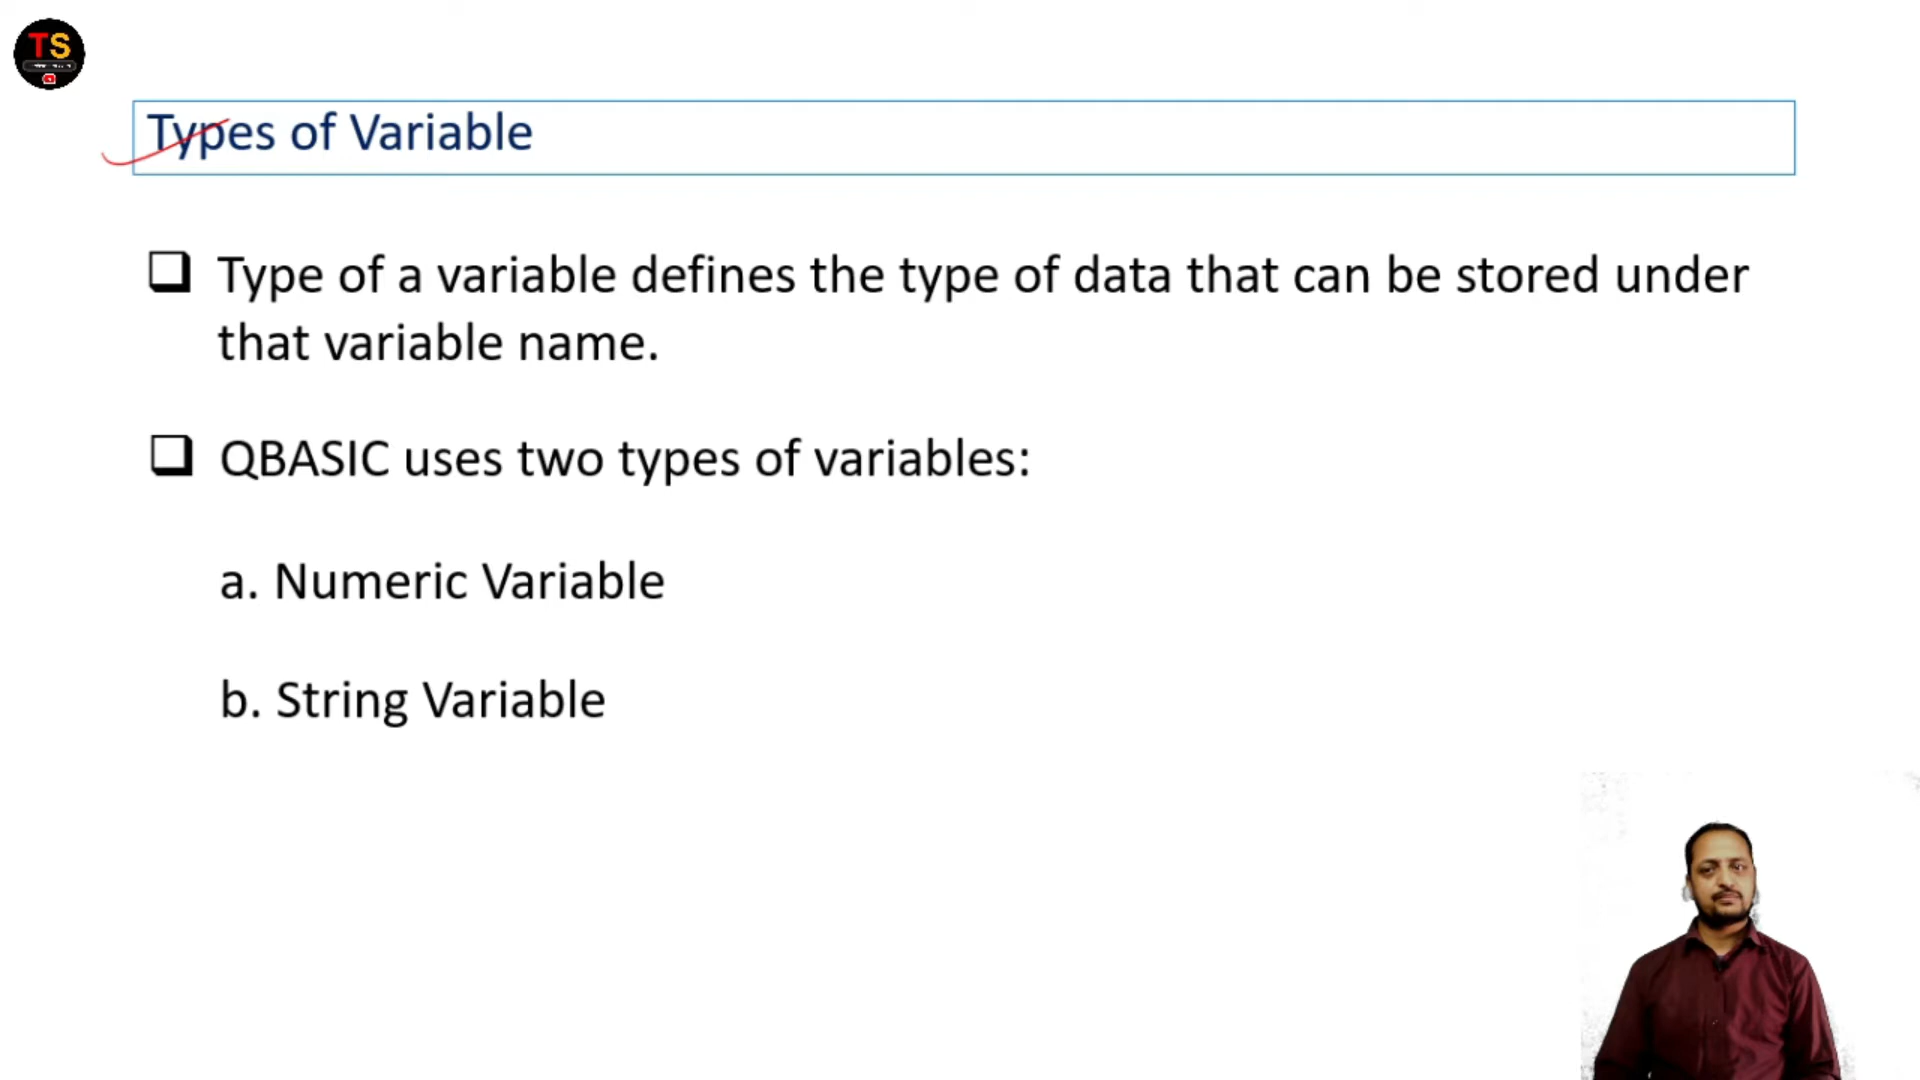 TS
Types of Variable
Type of a variable defines the type of data that can be stored under
that variable name.
QBASIC uses two types of variables:
a. Numeric Variable
b. String Variable